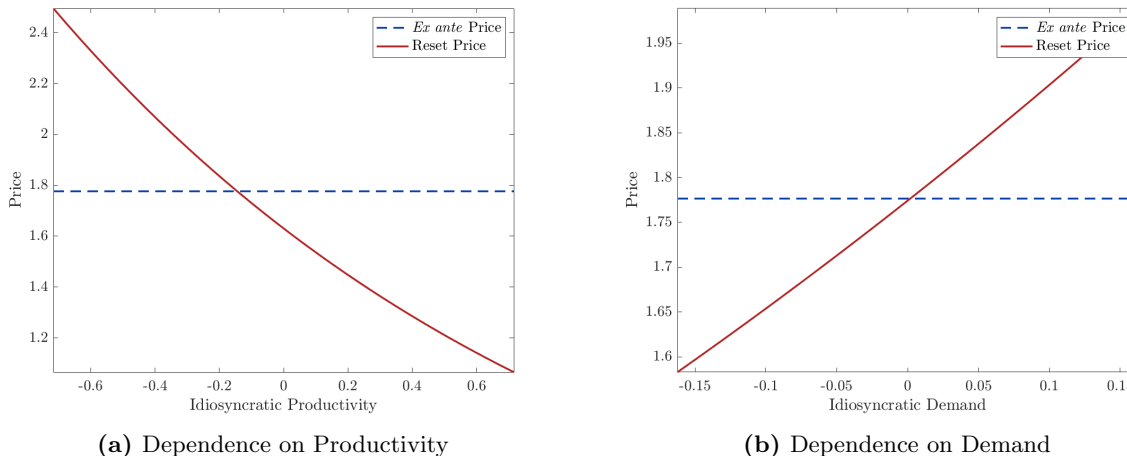 Ex ante Price
Reset Price
2.4
2.2
2
1.8
1.6
1.4
1.2
Price
-0.6
-0.4
-0.2
0
0.2
0.4
0.6
Idiosyncratic Productivity
(a) Dependence on Productivity
Ex ante Price
Reset Price
1.95
1.9
1.85
1.8
1.75
1.7
1.65
1.6
Price
-0.15
-0.1
-0.05
0
0.05
0.1
Idiosyncratic Demand
(b) Dependence on Demand